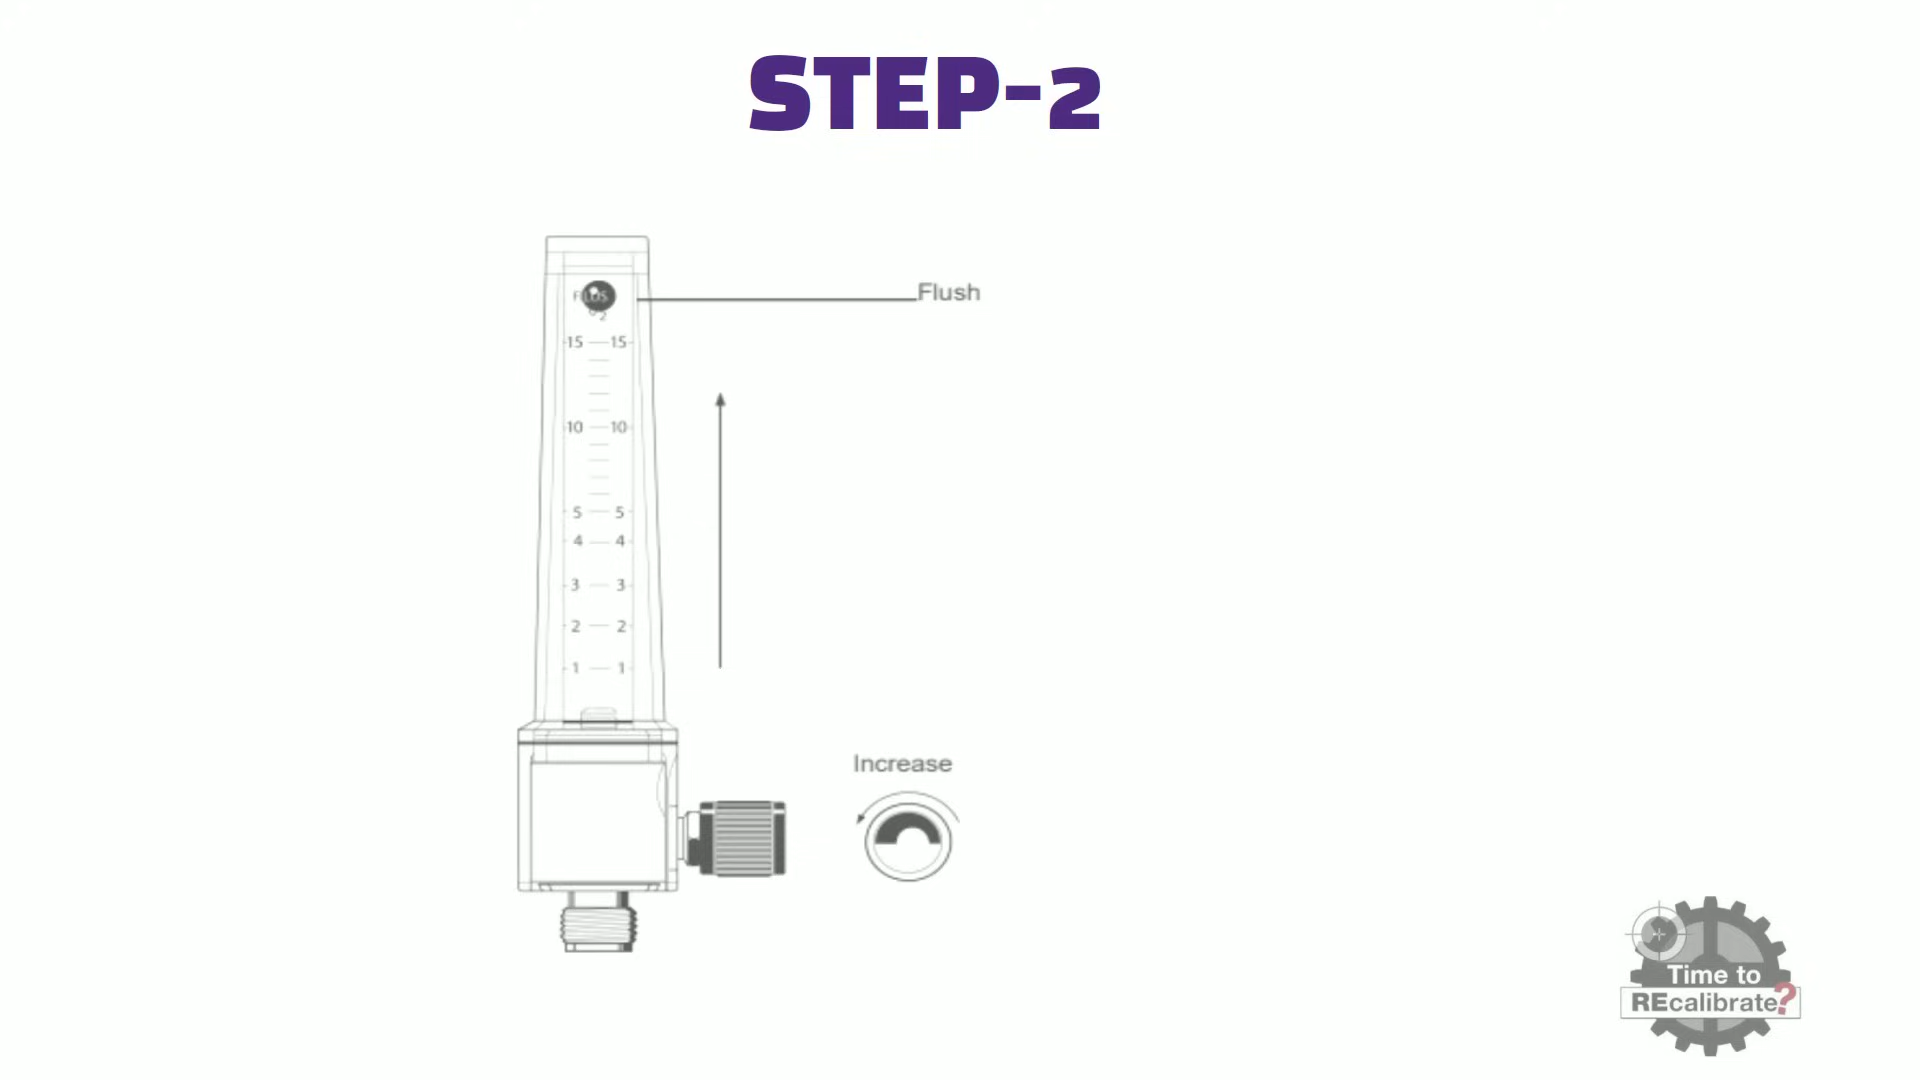 STEP-2
Flush
15 15
10 10
5 5
4 4
3 3
2 2
1 1
Increase
Time to
REcalibrate?